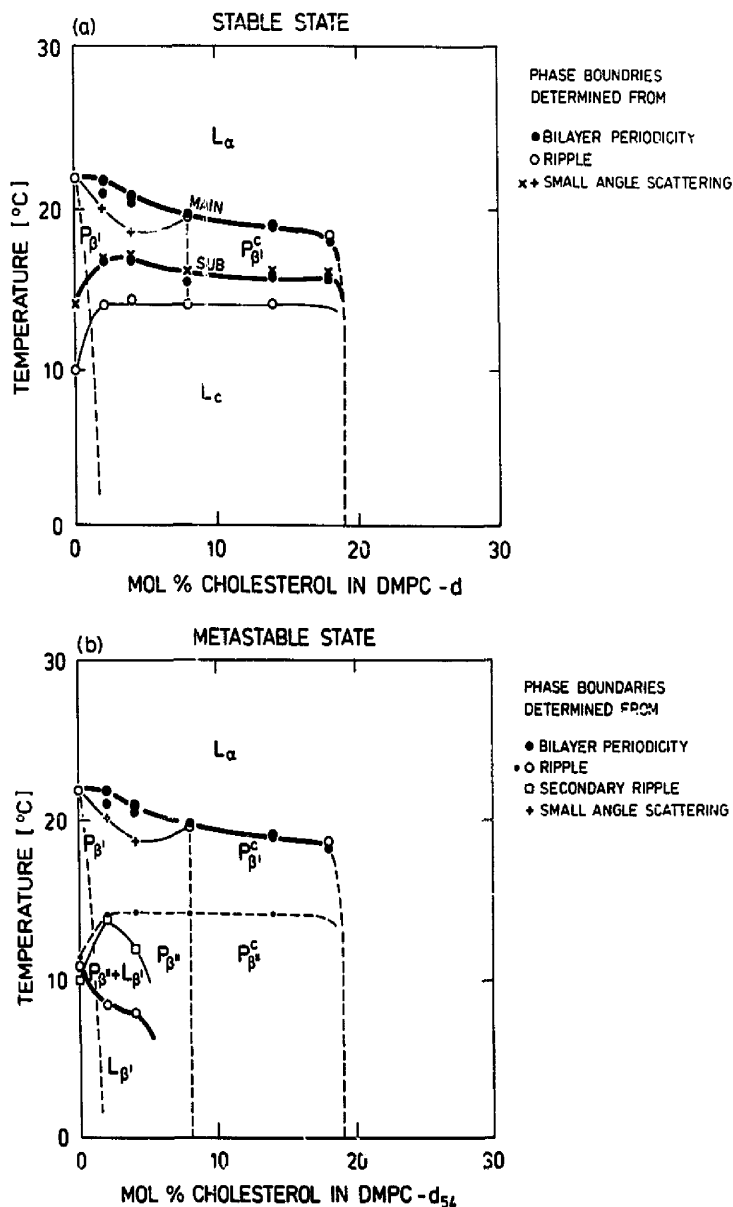 (a) STABLE STATE
30
20
10
0
TEMPERATURE [°C]
Lα
Pβ'
MAIN
Pᶜβ'
SUB
Lc
0 10 20 30
MOL % CHOLESTEROL IN DMPC-d
PHASE BOUNDRIES
DETERMINED FROM
● BILAYER PERIODICITY
○ RIPPLE
× + SMALL ANGLE SCATTERING
(b) METASTABLE STATE
30
20
10
0
TEMPERATURE [°C]
Lα
Pβ'
Pᶜβ'
Pβ"+Lβ'
Pβ"
Pᶜβ"
Lβ'
0 10 20 30
MOL % CHOLESTEROL IN DMPC-d₅₄
PHASE BOUNDARIES
DETERMINED FROM
● BILAYER PERIODICITY
• ○ RIPPLE
□ SECONDARY RIPPLE
+ SMALL ANGLE SCATTERING